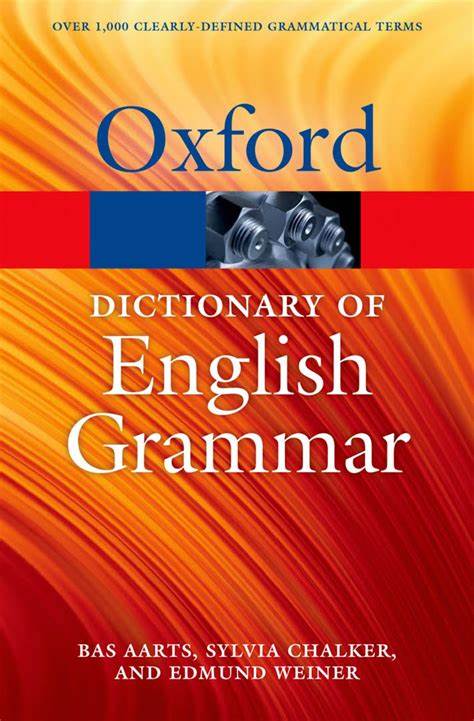 OVER 1,000 CLEARLY-DEFINED GRAMMATICAL TERMS
Oxford
DICTIONARY OF
English
Grammar
BAS AARTS, SYLVIA CHALKER,
AND EDMUND WEINER